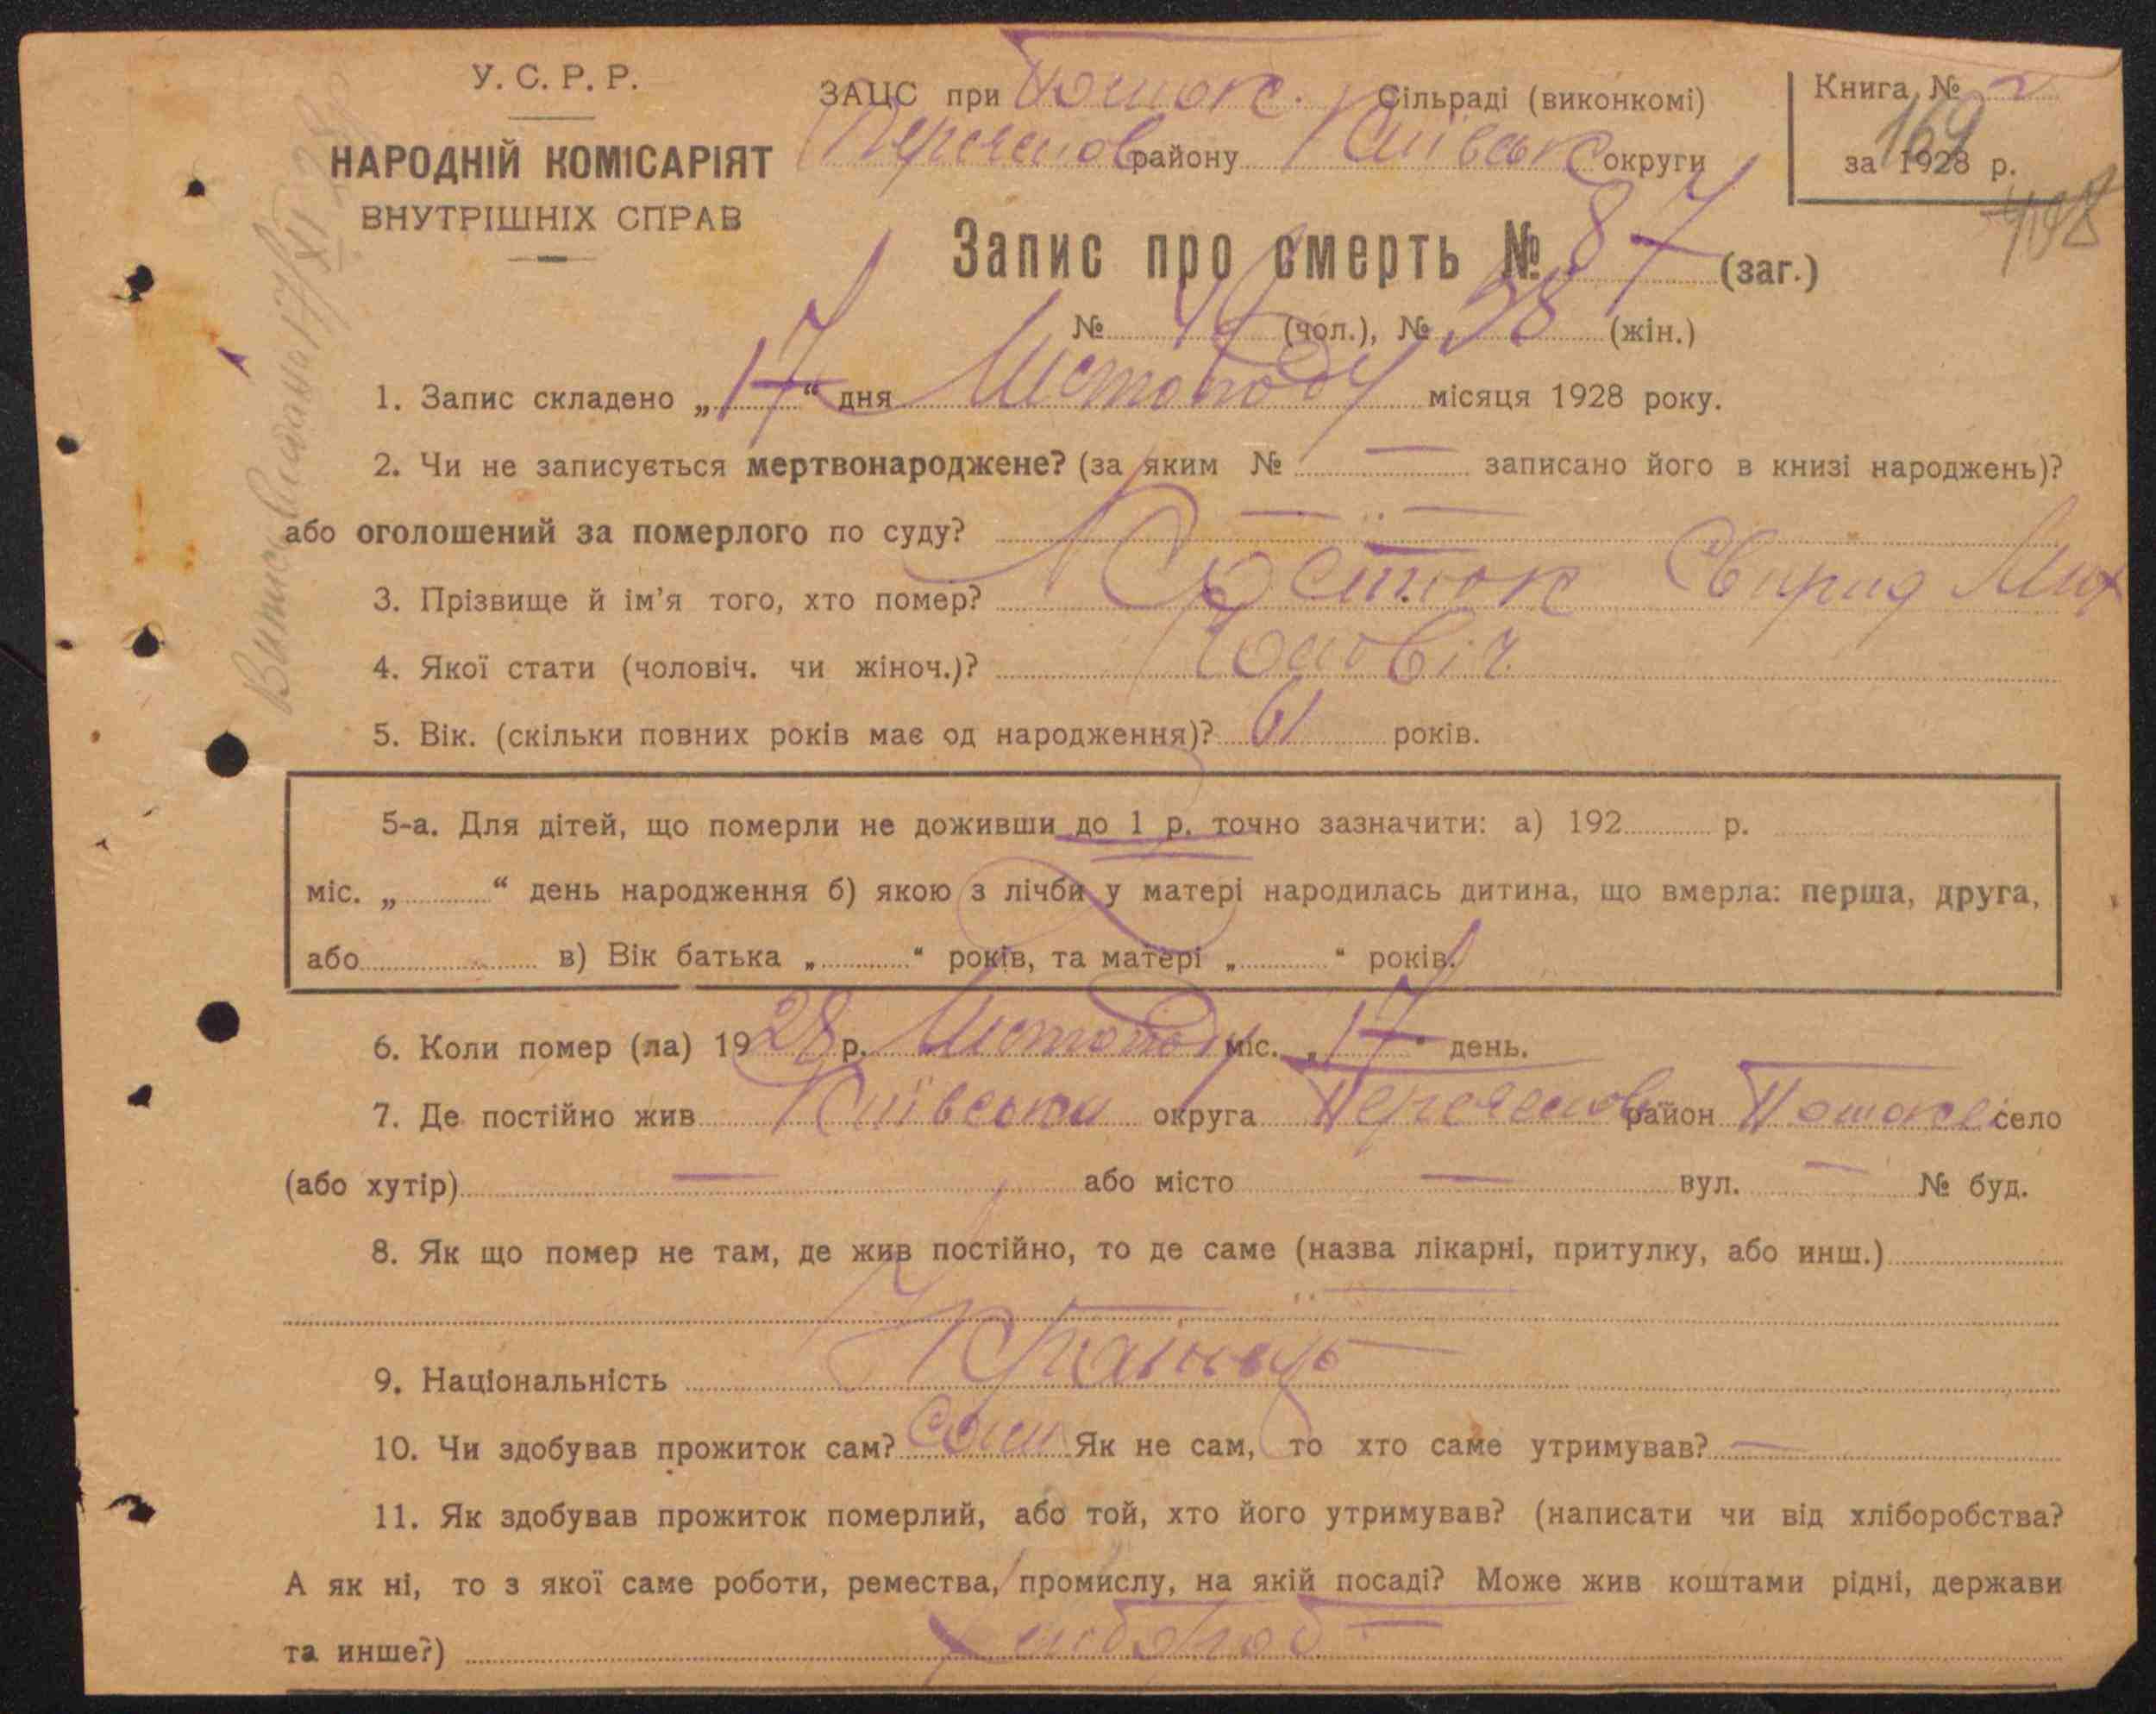 У. С. Р. Р.
НАРОДНІЙ КОМІСАРІЯТ
ВНУТРІШНІХ СПРАВ
ЗАЦС при Пошок. Сільраді (виконкомі)
району Київськ округи
Книга № 2
за 1928 р.
169
Запис про смерть № 87 (заг.)
№ (чол.), № 38 (жін.)
1. Запис складено „17“ дня Листопаду місяця 1928 року.
2. Чи не записується мертвонароджене? (за яким № — записано його в книзі народжень)?
або оголошений за померлого по суду? — —
3. Прізвище й ім'я того, хто помер? Свирид Мих
4. Якої стати (чоловіч. чи жіноч.)? Чоловіч.
5. Вік. (скільки повних років має од народження)? 61 років.
5-а. Для дітей, що померли не доживши до 1 р. точно зазначити: а) 192 р.
міс. „ “ день народження б) якою з лічби у матері народилась дитина, що вмерла: перша, друга,
або в) Вік батька „ “ років, та матері „ “ років.
6. Коли помер (ла) 1928 р. Листопаду міс. „17“ день.
7. Де постійно жив Київська округа район село
(або хутір) — або місто — вул. — № буд.
8. Як що помер не там, де жив постійно, то де саме (назва лікарні, притулку, або инш.)
9. Національність Українець
10. Чи здобував прожиток сам? Сам Як не сам, то хто саме утримував? —
11. Як здобував прожиток померлий, або той, хто його утримував? (написати чи від хліборобства?
А як ні, то з якої саме роботи, ремества, промислу, на якій посаді? Може жив коштами рідні, держави
та инше?) Хлібороб